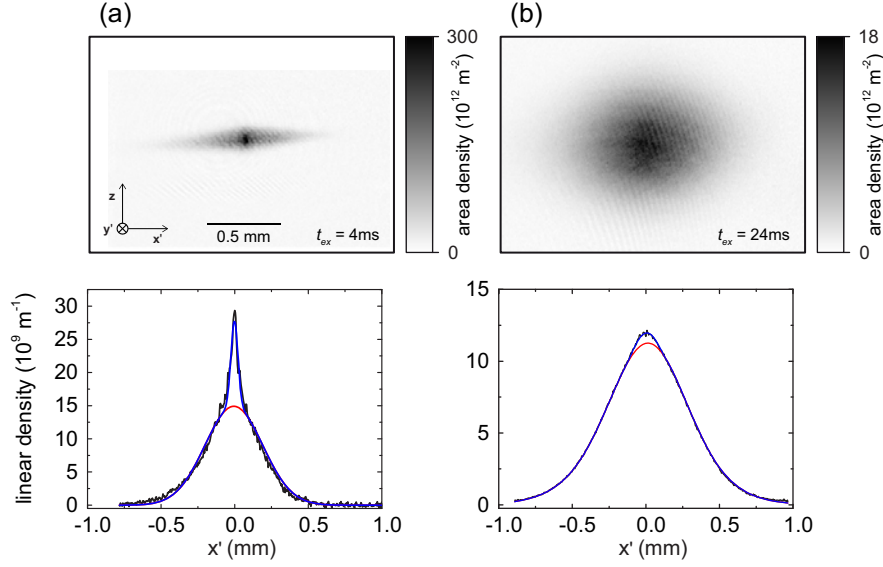 (a)
(b)
300
0
area density (10¹² m⁻²)
18
0
area density (10¹² m⁻²)
z
y'
x'
0.5 mm
t_ex = 4ms
t_ex = 24ms
30
25
20
15
10
5
0
linear density (10⁹ m⁻¹)
-1.0 -0.5 0.0 0.5 1.0
x' (mm)
15
10
5
0
-1.0 -0.5 0.0 0.5 1.0
x' (mm)